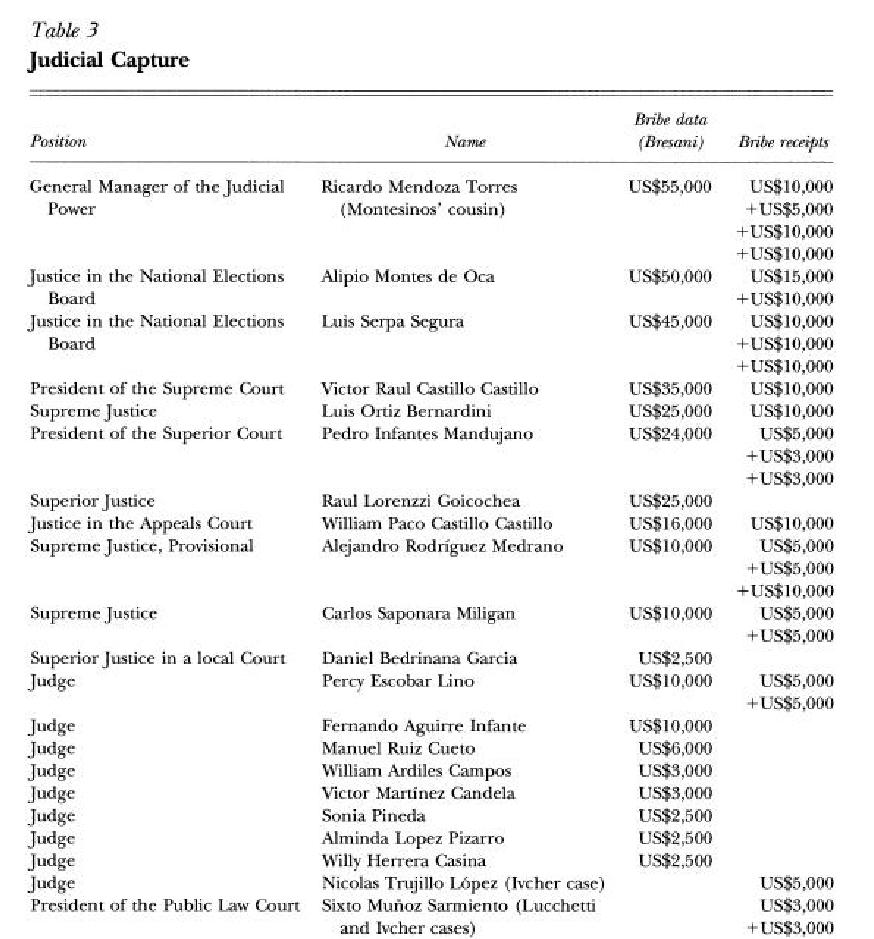 Table 3
Judicial Capture
Bribe data
Position Name (Bresani) Bribe receipts
General Manager of the Judicial Ricardo Mendoza Torres US$55,000 US$10,000
Power (Montesinos' cousin) +US$5,000
+US$10,000
+US$10,000
Justice in the National Elections Alipio Montes de Oca US$50,000 US$15,000
Board +US$10,000
Justice in the National Elections Luis Serpa Segura US$45,000 US$10,000
Board +US$10,000
+US$10,000
President of the Supreme Court Victor Raul Castillo Castillo US$35,000 US$10,000
Supreme Justice Luis Ortiz Bernardini US$25,000 US$10,000
President of the Superior Court Pedro Infantes Mandujano US$24,000 US$5,000
+US$3,000
+US$3,000
Superior Justice Raul Lorenzzi Goicochea US$25,000
Justice in the Appeals Court William Paco Castillo Castillo US$16,000 US$10,000
Supreme Justice, Provisional Alejandro Rodríguez Medrano US$10,000 US$5,000
+US$5,000
+US$10,000
Supreme Justice Carlos Saponara Miligan US$10,000 US$5,000
+US$5,000
Superior Justice in a local Court Daniel Bedrinana Garcia US$2,500
Judge Percy Escobar Lino US$10,000 US$5,000
+US$5,000
Judge Fernando Aguirre Infante US$10,000
Judge Manuel Ruiz Cueto US$6,000
Judge William Ardiles Campos US$3,000
Judge Victor Martínez Candela US$3,000
Judge Sonia Pineda US$2,500
Judge Alminda Lopez Pizarro US$2,500
Judge Willy Herrera Casina US$2,500
Judge Nicolas Trujillo López (Ivcher case) US$5,000
President of the Public Law Court Sixto Muñoz Sarmiento (Lucchetti US$3,000
and Ivcher cases) +US$3,000